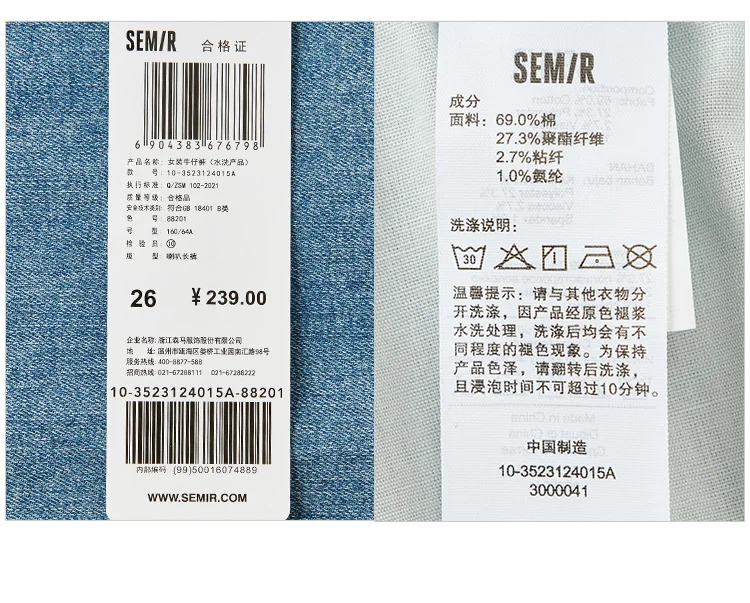 SEMIR 合格证
6 904383 676798
产品名称: 女装牛仔裤 (水洗产品)
款 号: 10-3523124015A
执行标准: Q/ZSM 102-2021
质量等级: 合格品
安全技术类别: 符合GB 18401 B类
色 号: 88201
号 型: 160/64A
检 验 员: ⑩
版 型: 喇叭长裤
26 ¥239.00
企业名称: 浙江森马服饰股份有限公司
地 址: 温州市瓯海区娄桥工业园南汇路98号
服务热线: 400-8877-588
招商热线: 021-67288111 021-67288222
10-3523124015A-88201
内部编码 (99)50016074889
WWW.SEMIR.COM
SEMIR
成分
面料: 69.0%棉
27.3%聚酯纤维
2.7%粘纤
1.0%氨纶
洗涤说明:
30
温馨提示: 请与其他衣物分
开洗涤, 因产品经原色褪浆
水洗处理, 洗涤后均会有不
同程度的褪色现象。为保持
产品色泽, 请翻转后洗涤,
且浸泡时间不可超过10分钟。
中国制造
10-3523124015A
3000041